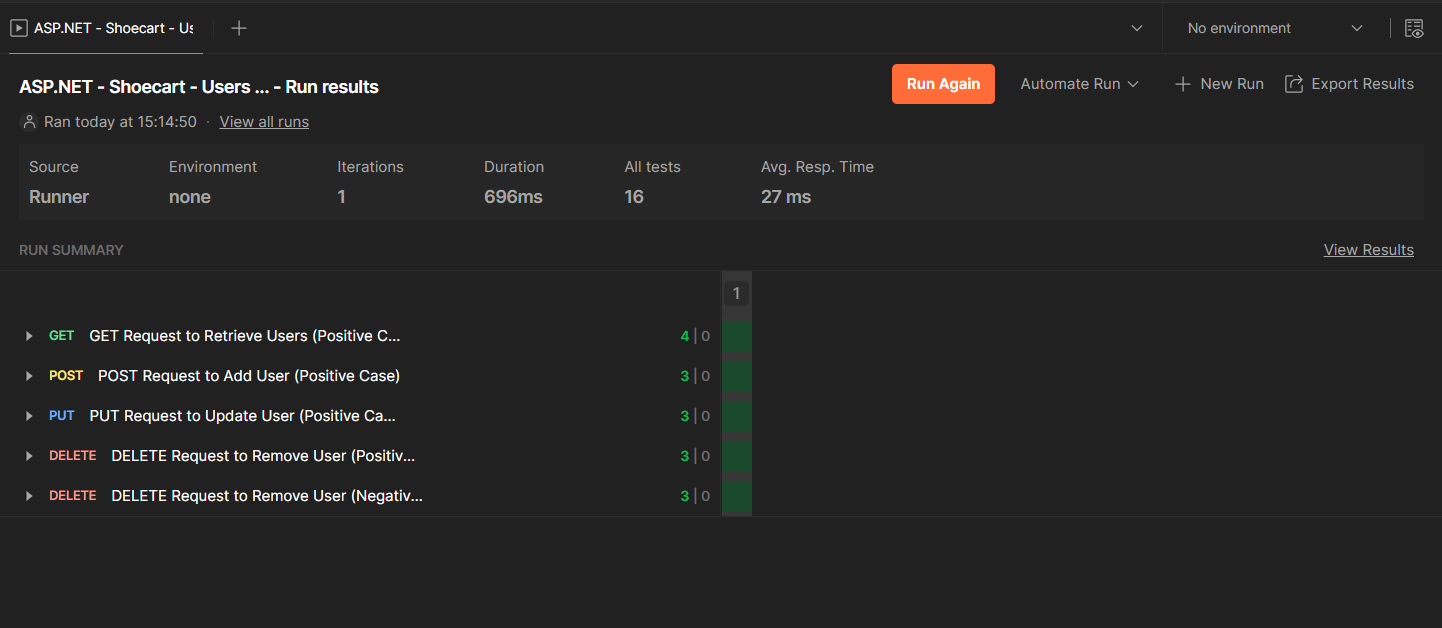 ASP.NET - Shoecart - Us
No environment
ASP.NET - Shoecart - Users ... - Run results
Run Again
Automate Run
New Run
Export Results
Ran today at 15:14:50 · View all runs
Source Environment Iterations Duration All tests Avg. Resp. Time
Runner none 1 696ms 16 27 ms
RUN SUMMARY View Results
1
GET GET Request to Retrieve Users (Positive C... 4 | 0
POST POST Request to Add User (Positive Case) 3 | 0
PUT PUT Request to Update User (Positive Ca... 3 | 0
DELETE DELETE Request to Remove User (Positiv... 3 | 0
DELETE DELETE Request to Remove User (Negativ... 3 | 0